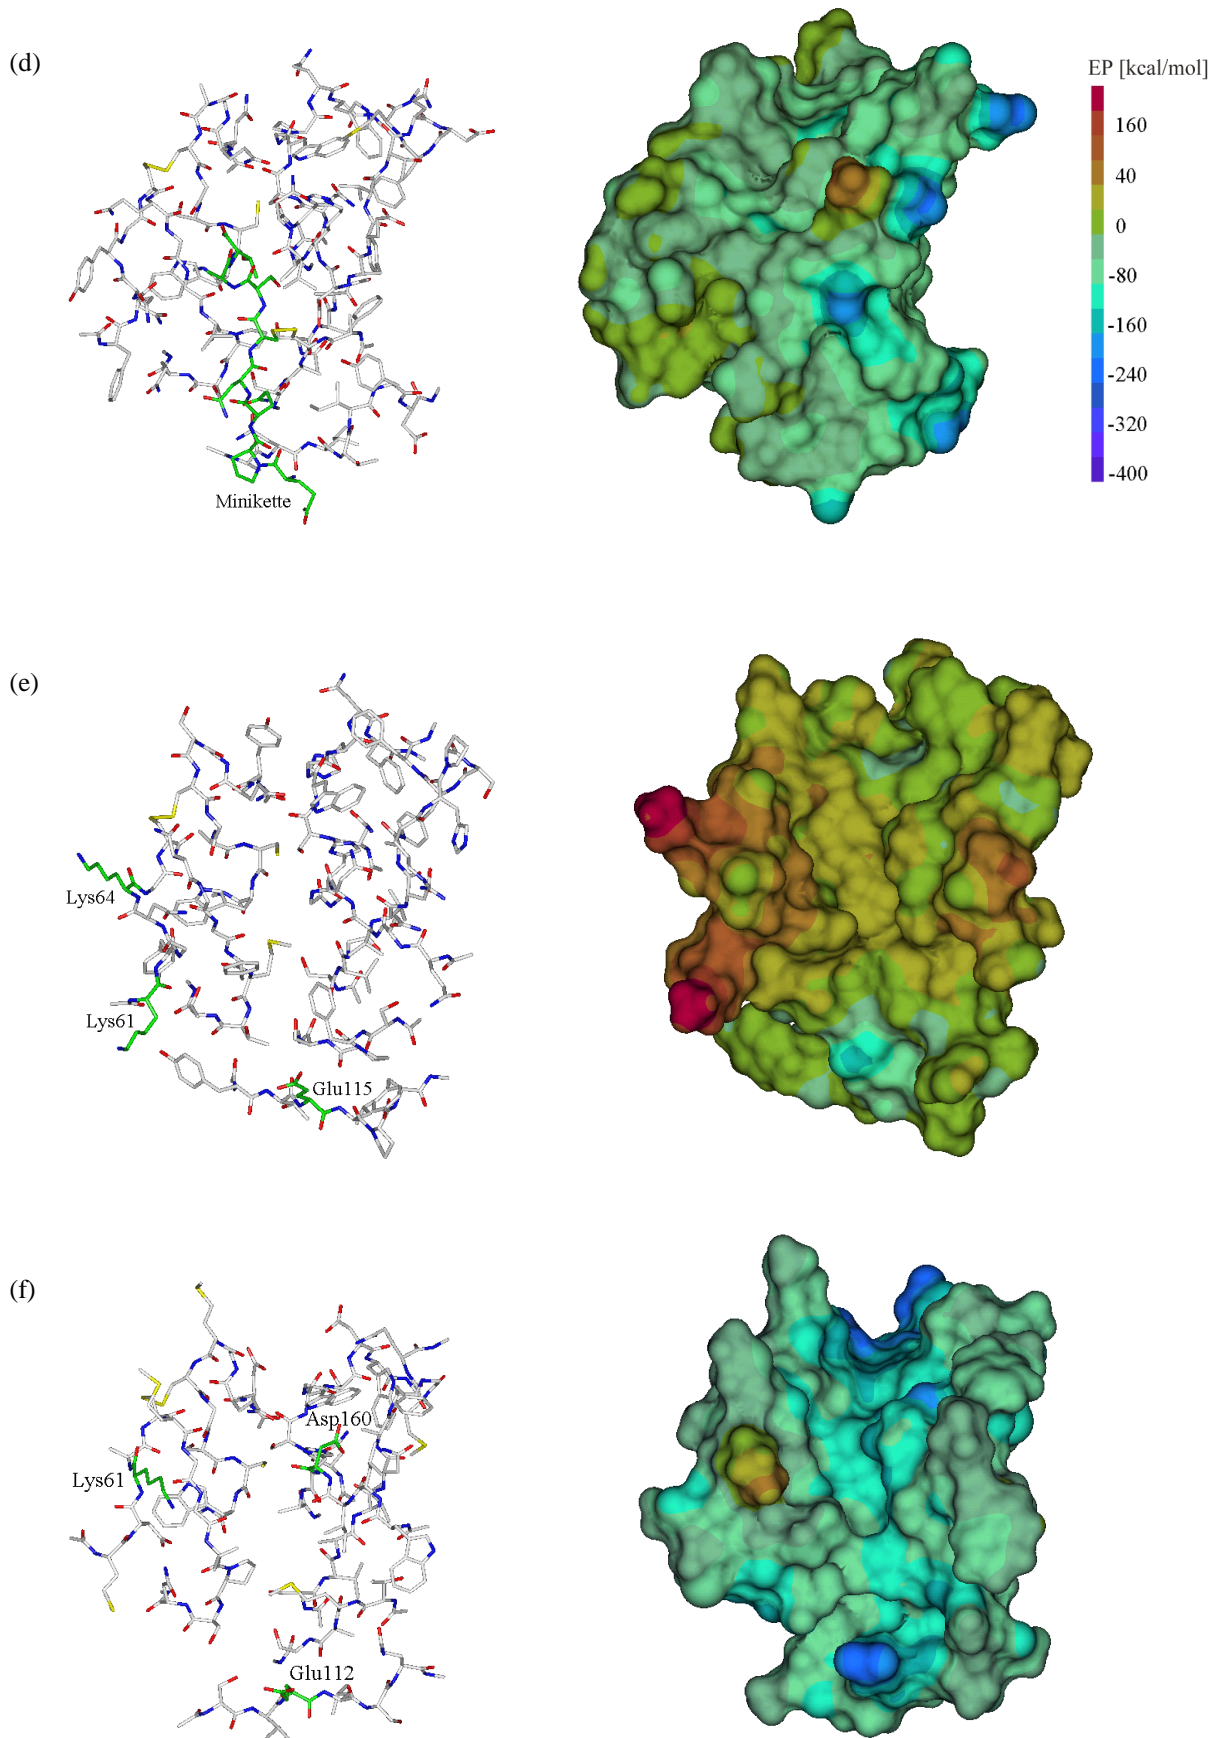 (d)
EP [kcal/mol]
160
40
0
-80
-160
-240
-320
-400
Minikette
(e)
Lys64
Lys61
Glu115
(f)
Asp160
Lys61
Glu112